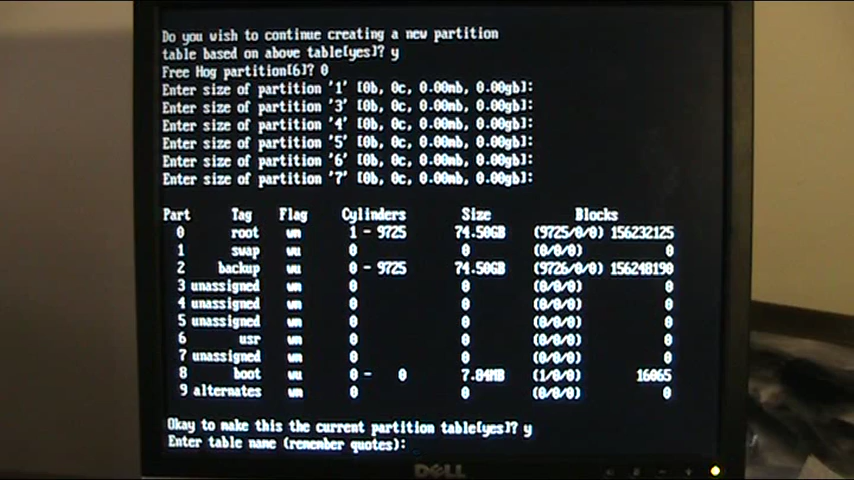 Do you wish to continue creating a new partition
table based on above table[yes]? y
Free Hog partition[6]? 0
Enter size of partition '1' [0b, 0c, 0.00mb, 0.00gb]:
Enter size of partition '3' [0b, 0c, 0.00mb, 0.00gb]:
Enter size of partition '4' [0b, 0c, 0.00mb, 0.00gb]:
Enter size of partition '5' [0b, 0c, 0.00mb, 0.00gb]:
Enter size of partition '6' [0b, 0c, 0.00mb, 0.00gb]:
Enter size of partition '7' [0b, 0c, 0.00mb, 0.00gb]:
Part Tag Flag Cylinders Size Blocks
0 root wm 1 - 9725 74.50GB (9725/0/0) 156232125
1 swap wu 0 0 (0/0/0) 0
2 backup wu 0 - 9725 74.50GB (9726/0/0) 156248190
3 unassigned wm 0 0 (0/0/0) 0
4 unassigned wm 0 0 (0/0/0) 0
5 unassigned wm 0 0 (0/0/0) 0
6 usr wm 0 0 (0/0/0) 0
7 unassigned wm 0 0 (0/0/0) 0
8 boot wu 0 - 0 7.84MB (1/0/0) 16065
9 alternates wm 0 0 (0/0/0) 0
Okay to make this the current partition table[yes]? y
Enter table name (remember quotes):
DELL